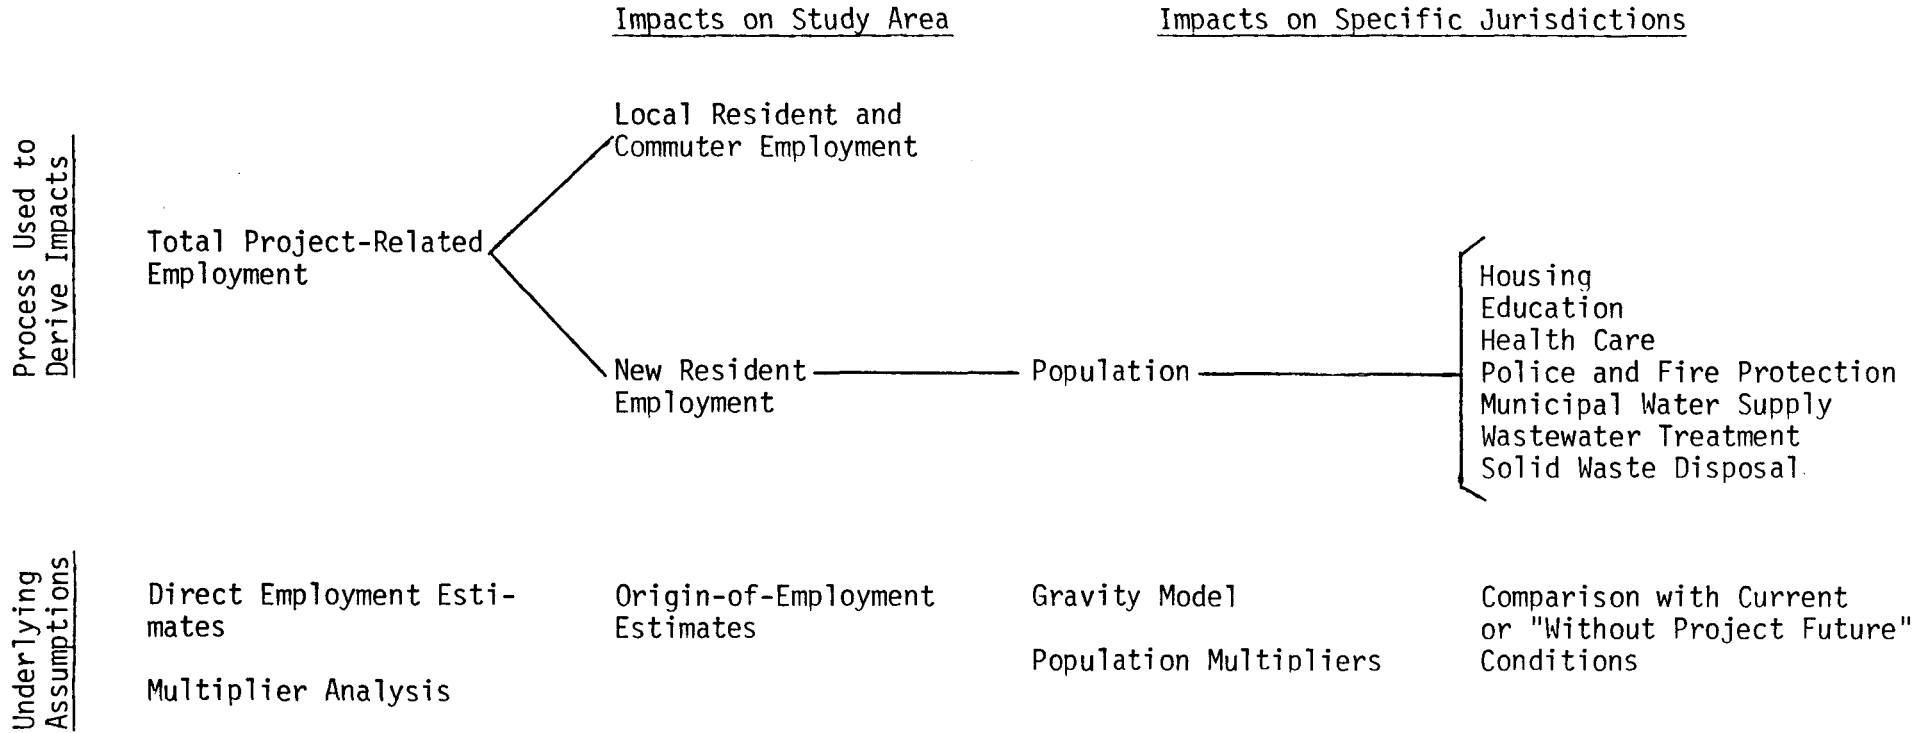 Impacts on Study Area
Impacts on Specific Jurisdictions
Process Used to
Derive Impacts
Local Resident and
Commuter Employment
Total Project-Related
Employment
New Resident
Employment
Population
Housing
Education
Health Care
Police and Fire Protection
Municipal Water Supply
Wastewater Treatment
Solid Waste Disposal
Underlying
Assumptions
Direct Employment Esti-
mates
Multiplier Analysis
Origin-of-Employment
Estimates
Gravity Model
Population Multipliers
Comparison with Current
or "Without Project Future"
Conditions